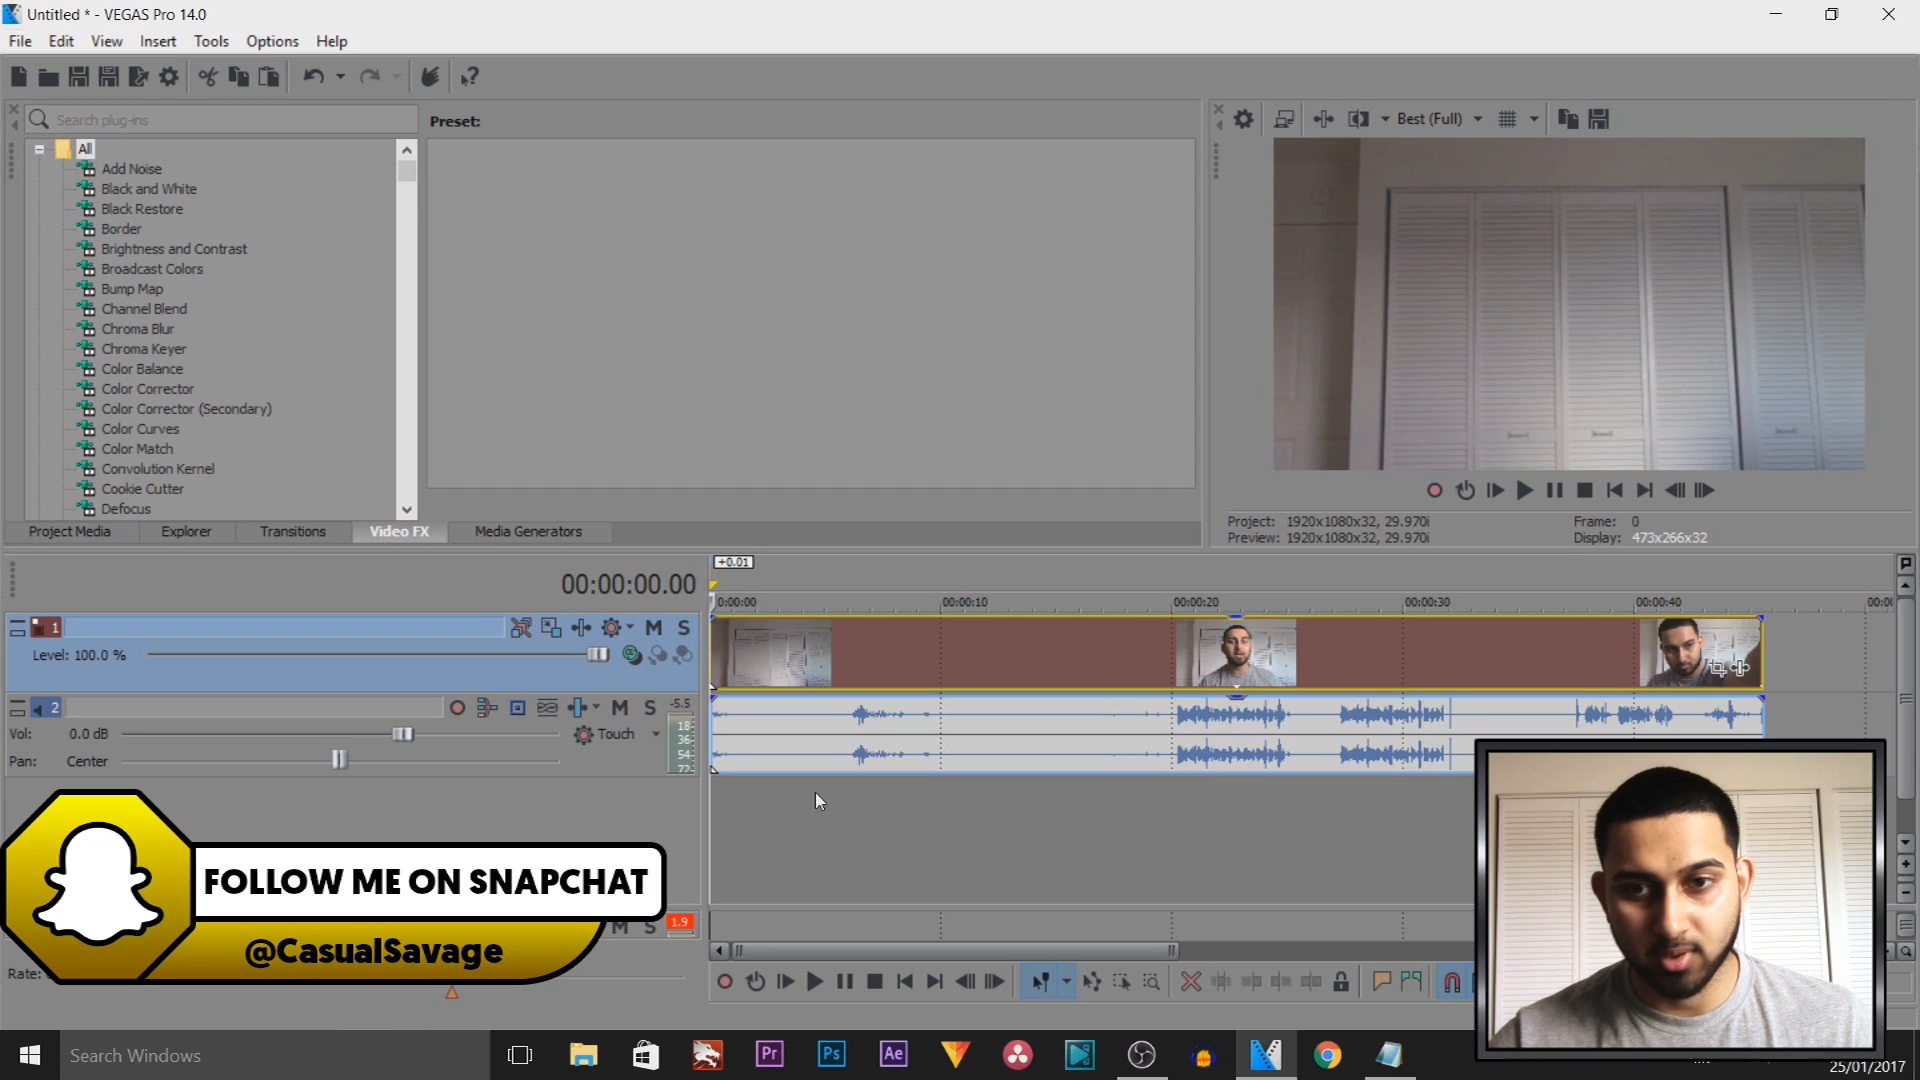 Untitled * - VEGAS Pro 14.0
File Edit View Insert Tools Options Help
Search plug-ins
Preset:
Best (Full)
All
Add Noise
Black and White
Black Restore
Border
Brightness and Contrast
Broadcast Colors
Bump Map
Channel Blend
Chroma Blur
Chroma Keyer
Color Balance
Color Corrector
Color Corrector (Secondary)
Color Curves
Color Match
Convolution Kernel
Cookie Cutter
Defocus
Project Media Explorer Transitions Video FX Media Generators
Project: 1920x1080x32, 29.970i
Frame: 0
Preview: 1920x1080x32, 29.970i
Display: 473x266x32
+0.01
00:00:00.00
0:00:00 00:00:10 00:00:20 00:00:30 00:00:40 00:0
1 M S
Level: 100.0 %
2 M S -5.5
Vol: 0.0 dB Touch
18
36
54
72
Pan: Center
FOLLOW ME ON SNAPCHAT
M S 1.9
@CasualSavage
Rate:
Search Windows
Pr Ps Ae
25/01/2017